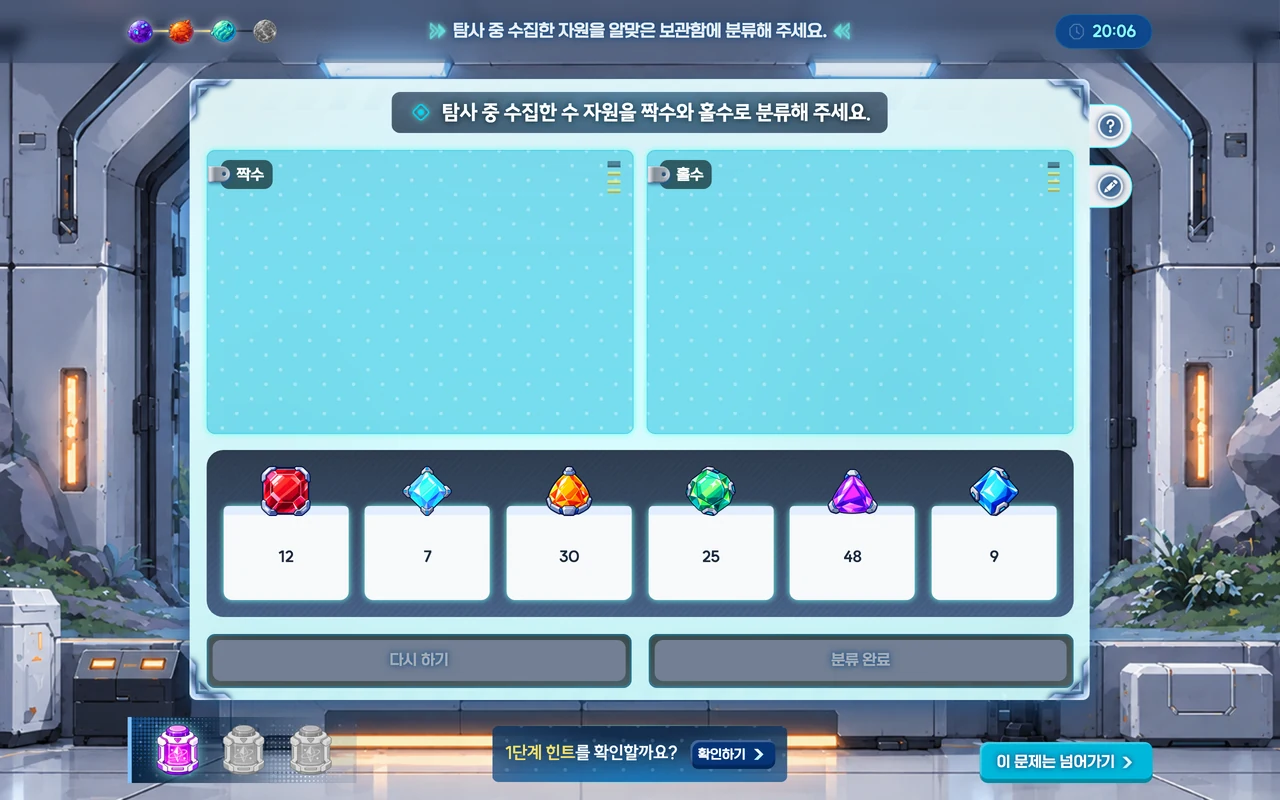 탐사 중 수집한 자원을 알맞은 보관함에 분류해 주세요.
20:06
탐사 중 수집한 수 자원을 짝수와 홀수로 분류해 주세요.
?
짝수
홀수
12
7
30
25
48
9
다시 하기
분류 완료
1단계 힌트를 확인할까요?
확인하기
이 문제는 넘어가기